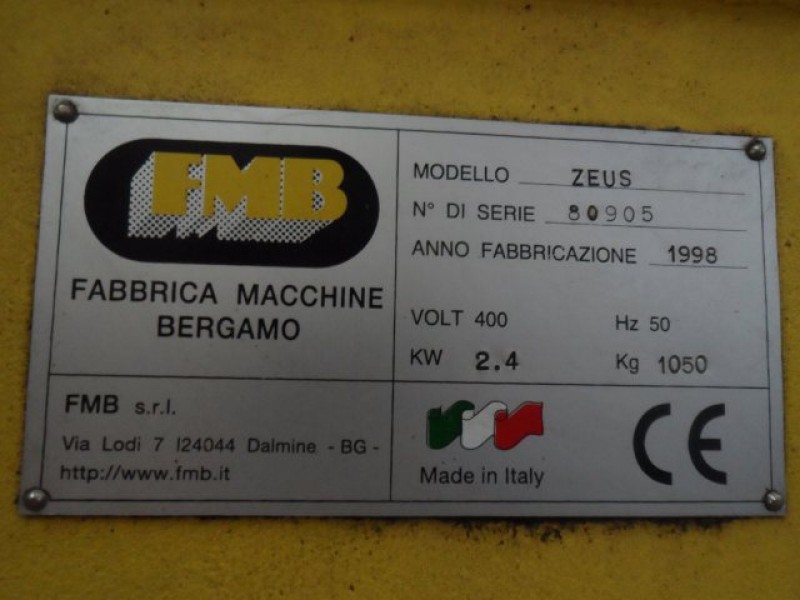 FMB
FABBRICA MACCHINE
BERGAMO
MODELLO ZEUS
N° DI SERIE 80905
ANNO FABBRICAZIONE 1998
VOLT 400 Hz 50
KW 2.4 Kg 1050
FMB s.r.l.
Via Lodi 7 I24044 Dalmine - BG -
http://www.fmb.it
Made in Italy
CE